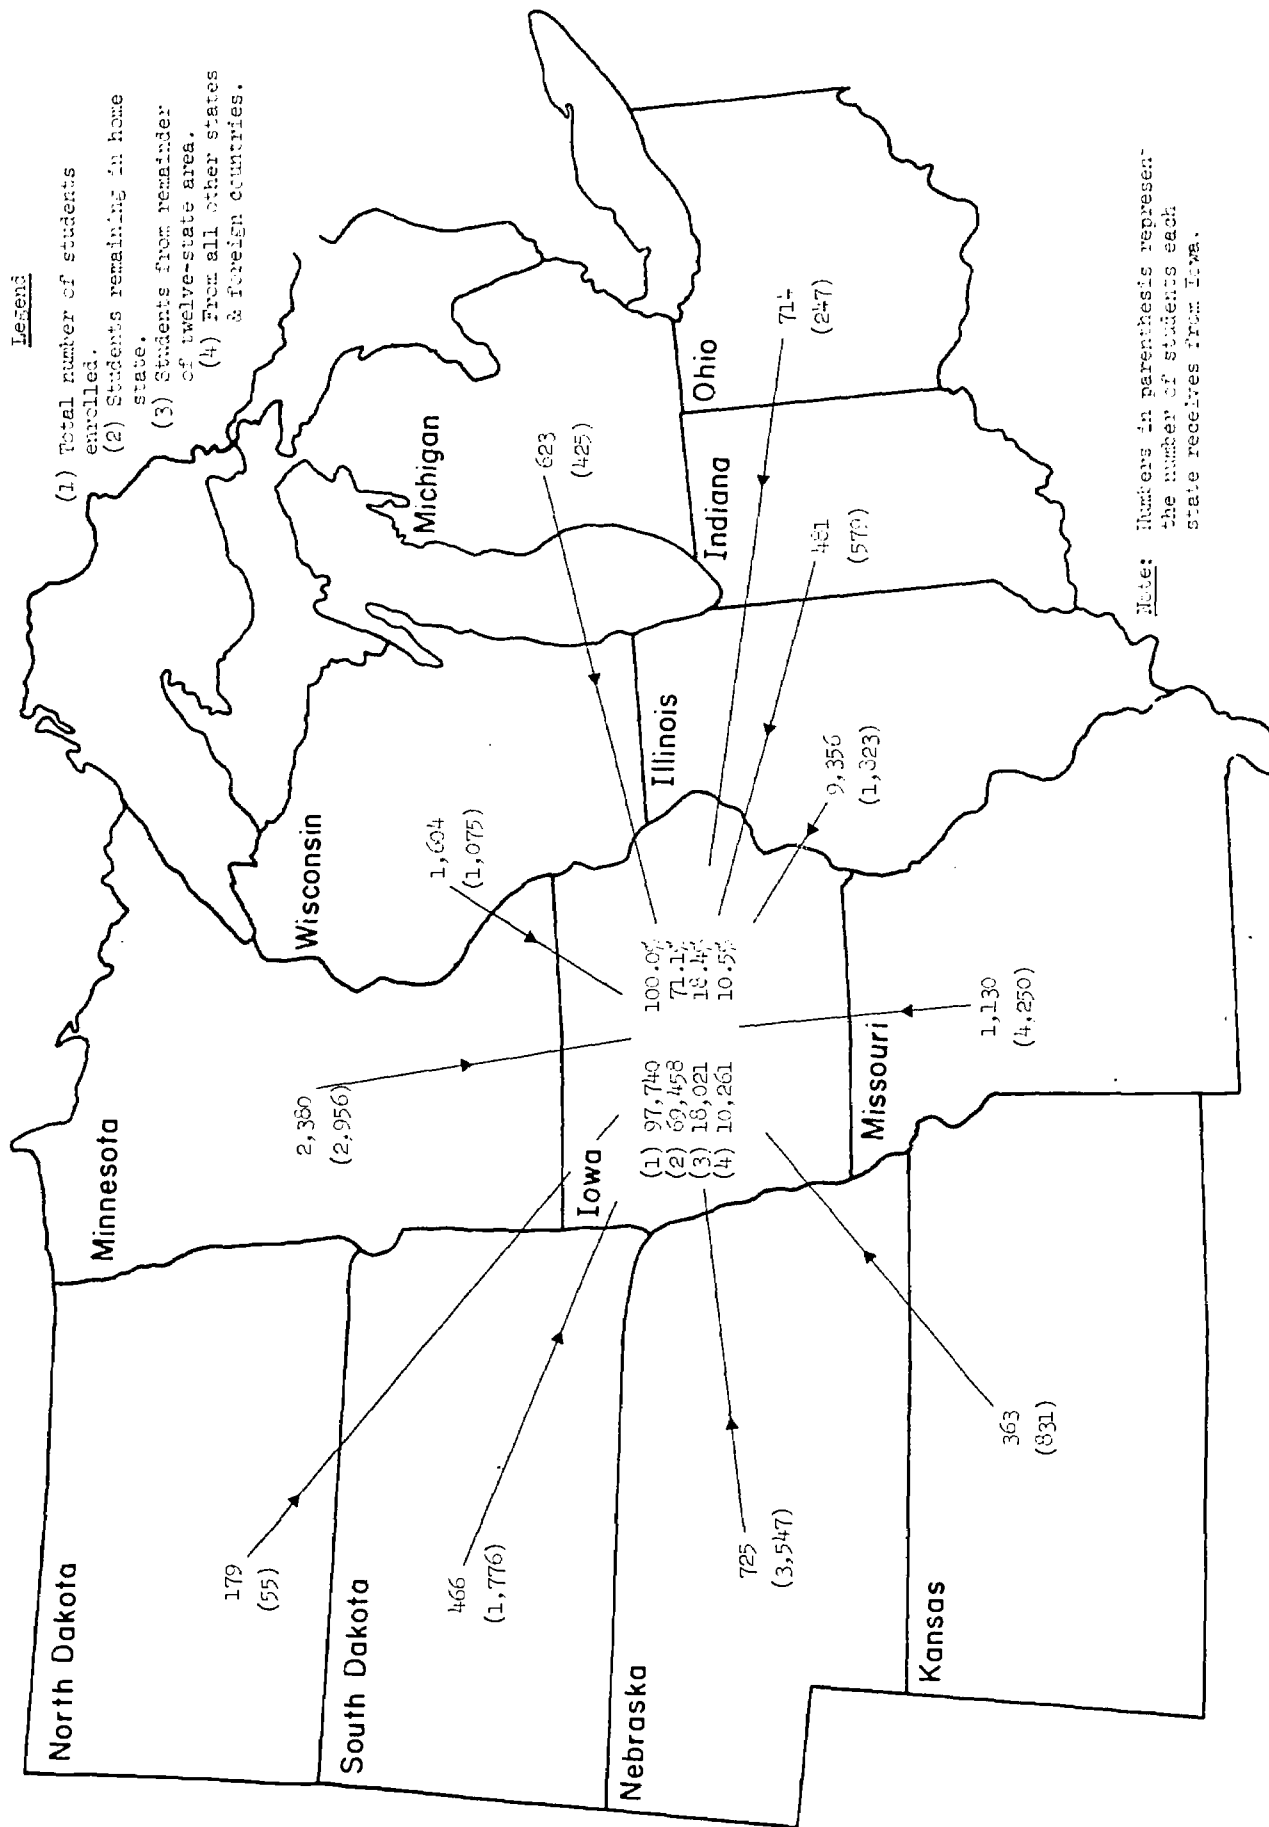 Legend
(1) Total number of students
enrolled.
(2) Students remaining in home
state.
(3) Students from remainder
of twelve-state area.
(4) From all other states
& foreign countries.
North Dakota
179
(55)
South Dakota
466
(1,776)
Nebraska
725
(3,547)
Kansas
363
(831)
Minnesota
2,380
(2,956)
Wisconsin
1,604
(1,075)
Michigan
623
(425)
Iowa
(1) 97,740 100.0%
(2) 69,458 71.1%
(3) 18,021 18.4%
(4) 10,261 10.5%
Missouri
1,130
(4,250)
Illinois
9,356
Indiana
481
(579)
Ohio
714
(247)
Note: Numbers in parenthesis represen-
the number of students each
state receives from Iowa.